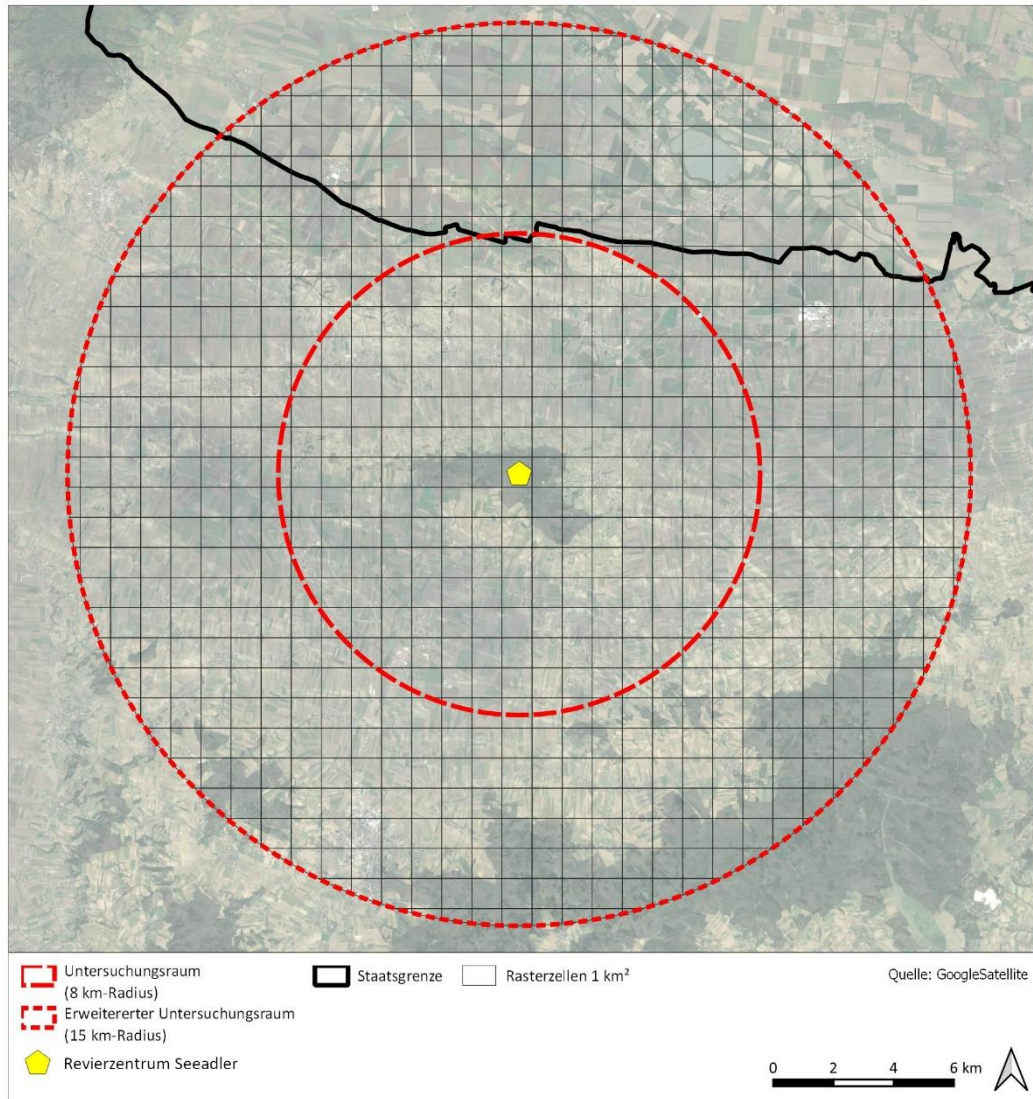 Untersuchungsraum
(8 km-Radius)
Erweitererter Untersuchungsraum
(15 km-Radius)
Revierzentrum Seeadler
Staatsgrenze
Rasterzellen 1 km²
Quelle: GoogleSatellite
0 2 4 6 km